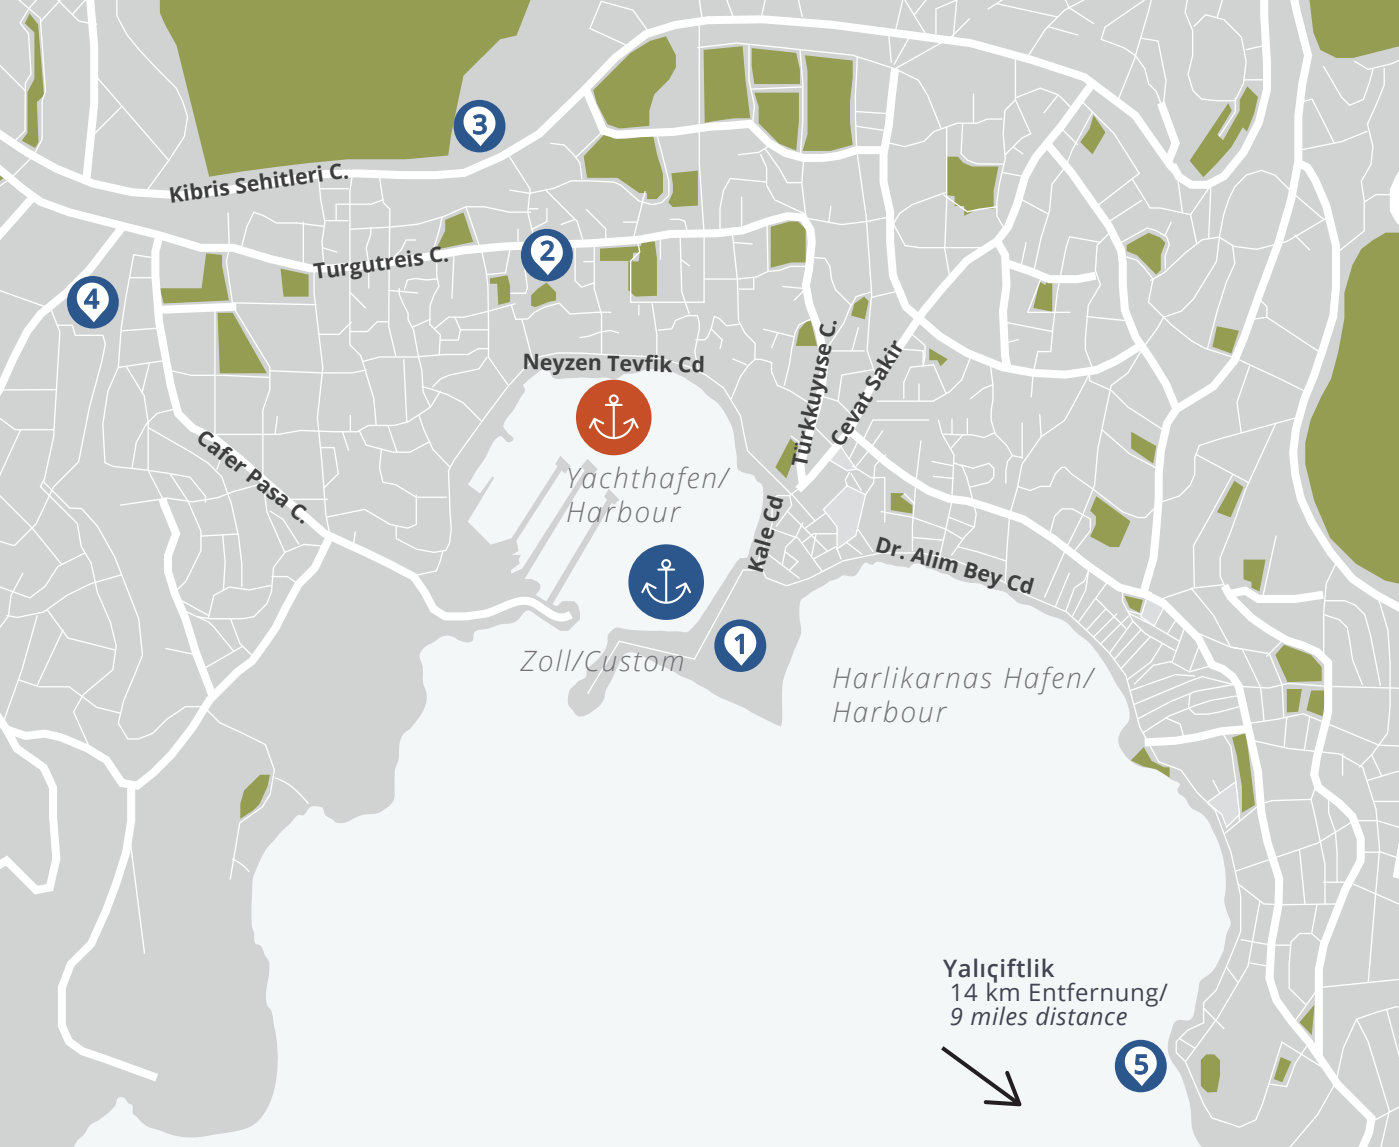 3
Kibris Sehitleri C.
2
Turgutreis C.
4
Neyzen Tevfik Cd
Türkkuyuse C.
Cevat Sakir
Cafer Pasa C.
Yachthafen/
Harbour
Kale Cd
Dr. Alim Bey Cd
1
Zoll/Custom
Harlikarnas Hafen/
Harbour
Yalıçiftlik
14 km Entfernung/
9 miles distance
5